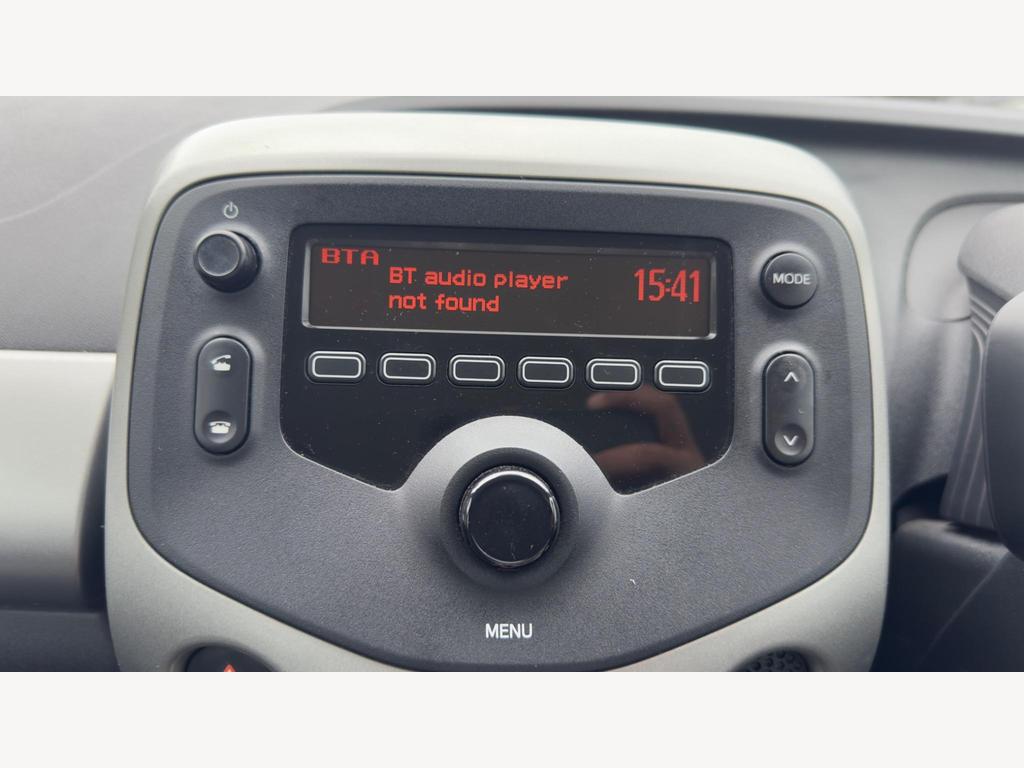 BTA
BT audio player
not found
15:41
MODE
MENU